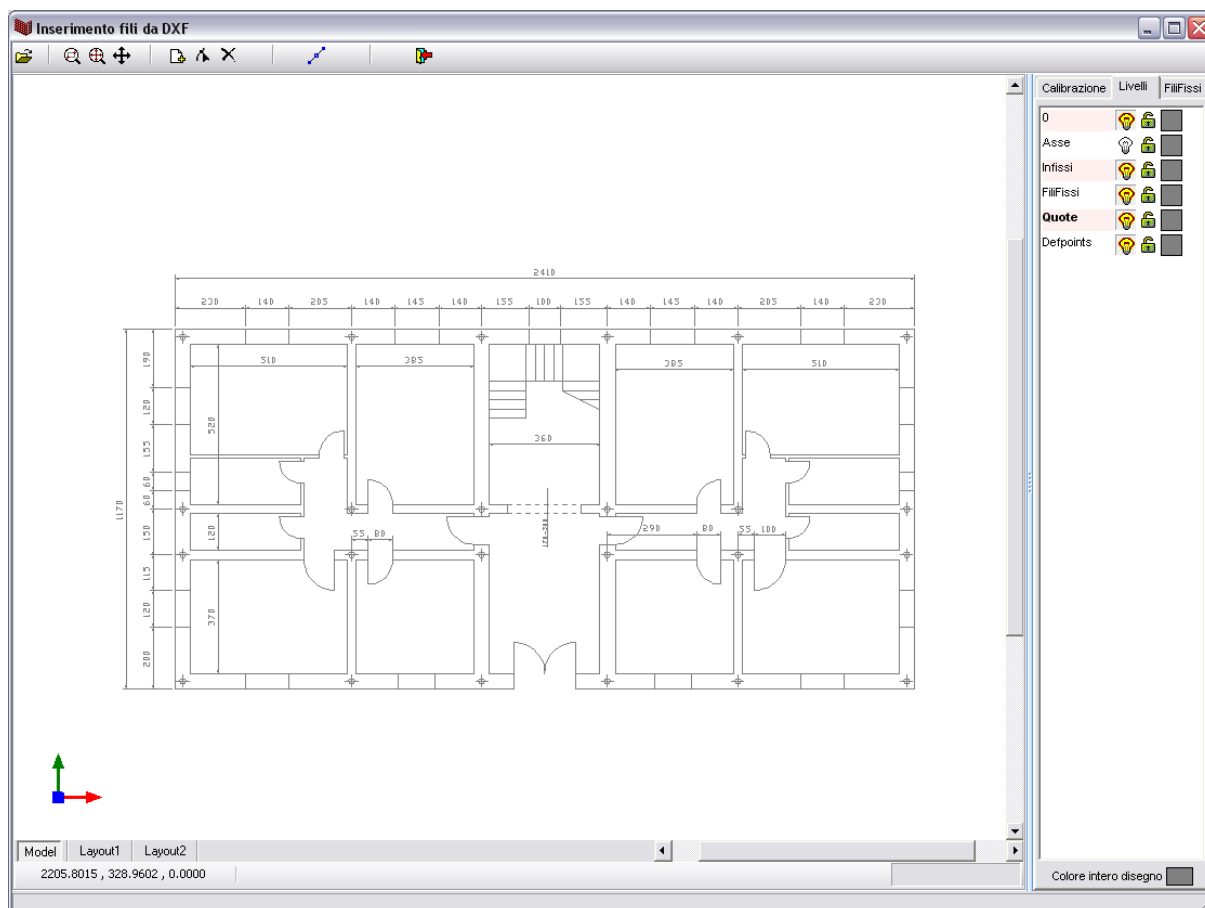 Inserimento fili da DXF
Calibrazione Livelli FiliFissi
0
Asse
Infissi
FiliFissi
Quote
Defpoints
2410
230 140 205 140 145 140 155 100 155 140 145 140 205 140 230
510 385 385 510
360
190
120
155
60
60
150
115
120
200
1170
520
120
370
55 80
290 80 55 100
Model Layout1 Layout2
2205.8015 , 328.9602 , 0.0000
Colore intero disegno